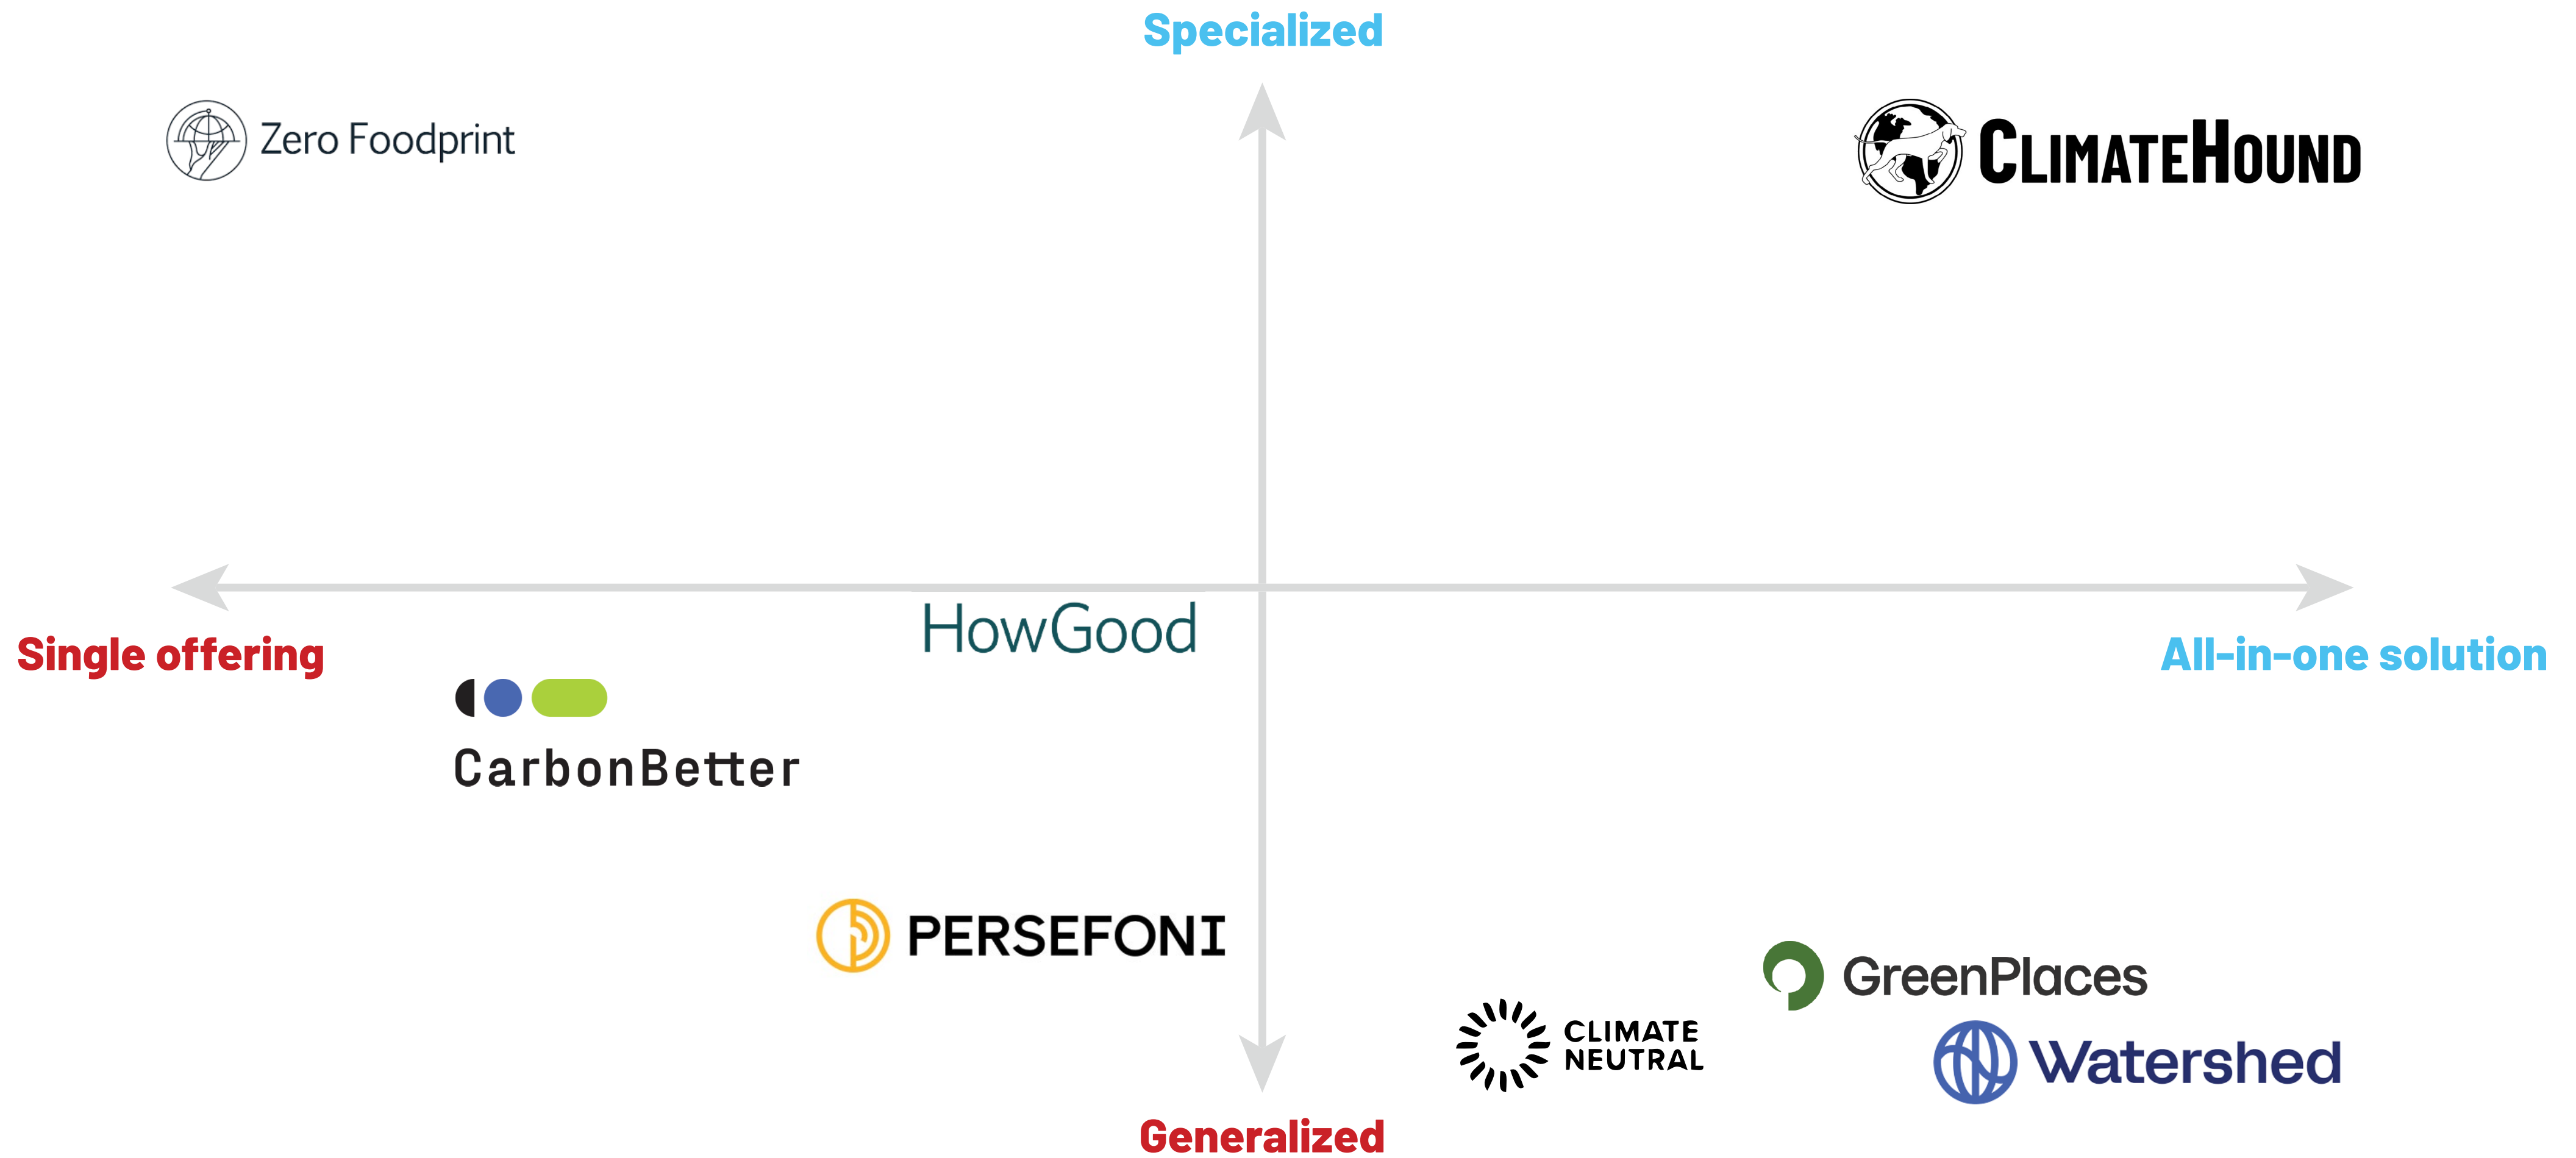 Specialized
Zero Foodprint
CLIMATEHOUND
HowGood
Single offering
All-in-one solution
CarbonBetter
PERSEFONI
GreenPlaces
CLIMATE
NEUTRAL
Watershed
Generalized